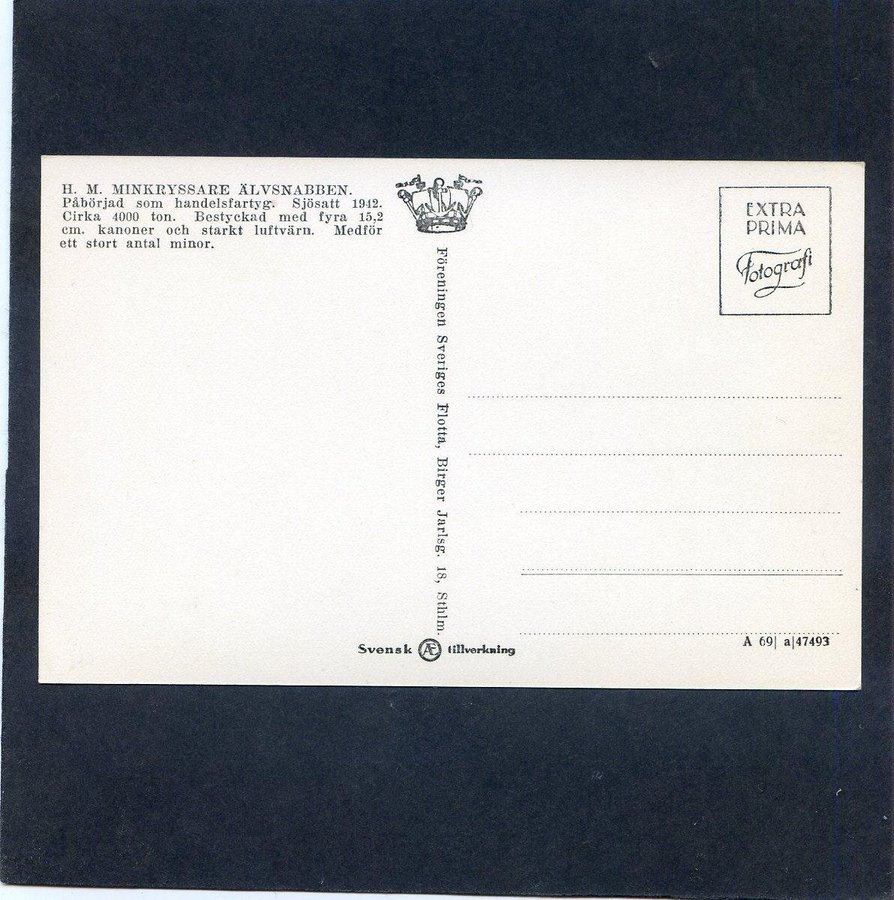 H. M. MINKRYSSARE ÄLVSNABBEN.
Påbörjad som handelsfartyg. Sjösatt 1942.
Cirka 4000 ton. Bestyckad med fyra 15,2
cm. kanoner och starkt luftvärn. Medför
ett stort antal minor.
Föreningen Sveriges Flotta, Birger Jarlsg. 18, Sthlm.
EXTRA
PRIMA
Fotografi
Svensk Æ tillverkning
A 69| a|47493